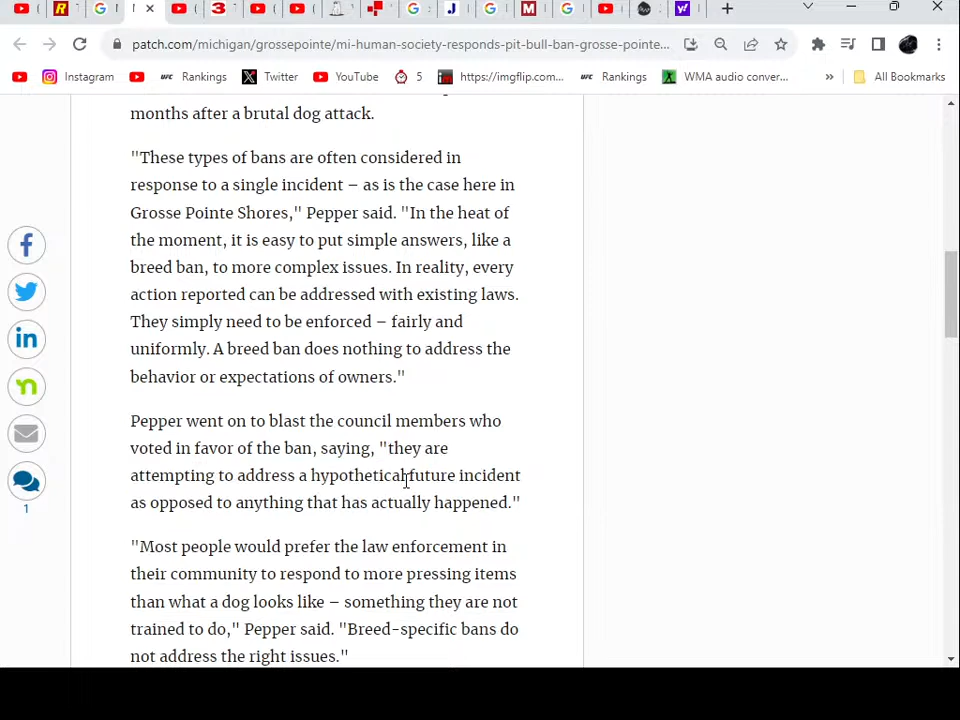 patch.com/michigan/grossepointe/mi-human-society-responds-pit-bull-ban-grosse-pointe...
Instagram
UFC Rankings
Twitter
YouTube
5
https://imgflip.com...
UFC Rankings
WMA audio conver...
»
All Bookmarks
months after a brutal dog attack.
"These types of bans are often considered in
response to a single incident – as is the case here in
Grosse Pointe Shores," Pepper said. "In the heat of
the moment, it is easy to put simple answers, like a
breed ban, to more complex issues. In reality, every
action reported can be addressed with existing laws.
They simply need to be enforced – fairly and
uniformly. A breed ban does nothing to address the
behavior or expectations of owners."
Pepper went on to blast the council members who
voted in favor of the ban, saying, "they are
attempting to address a hypothetical future incident
as opposed to anything that has actually happened."
"Most people would prefer the law enforcement in
their community to respond to more pressing items
than what a dog looks like – something they are not
trained to do," Pepper said. "Breed-specific bans do
not address the right issues."
1